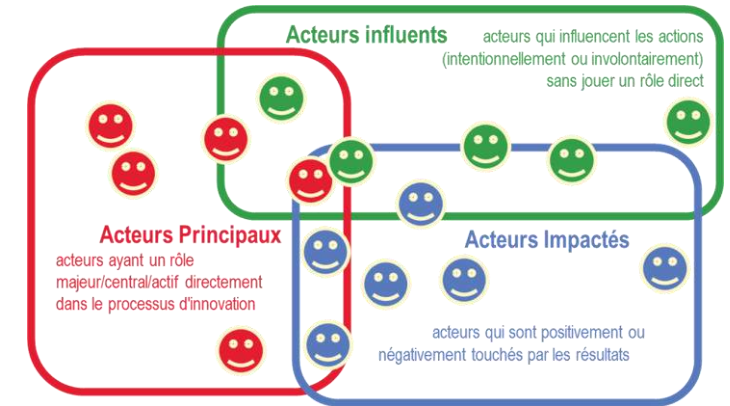 Acteurs influents
acteurs qui influencent les actions
(intentionnellement ou involontairement)
sans jouer un rôle direct
Acteurs Principaux
acteurs ayant un rôle
majeur/central/actif directement
dans le processus d'innovation
Acteurs Impactés
acteurs qui sont positivement ou
négativement touchés par les résultats